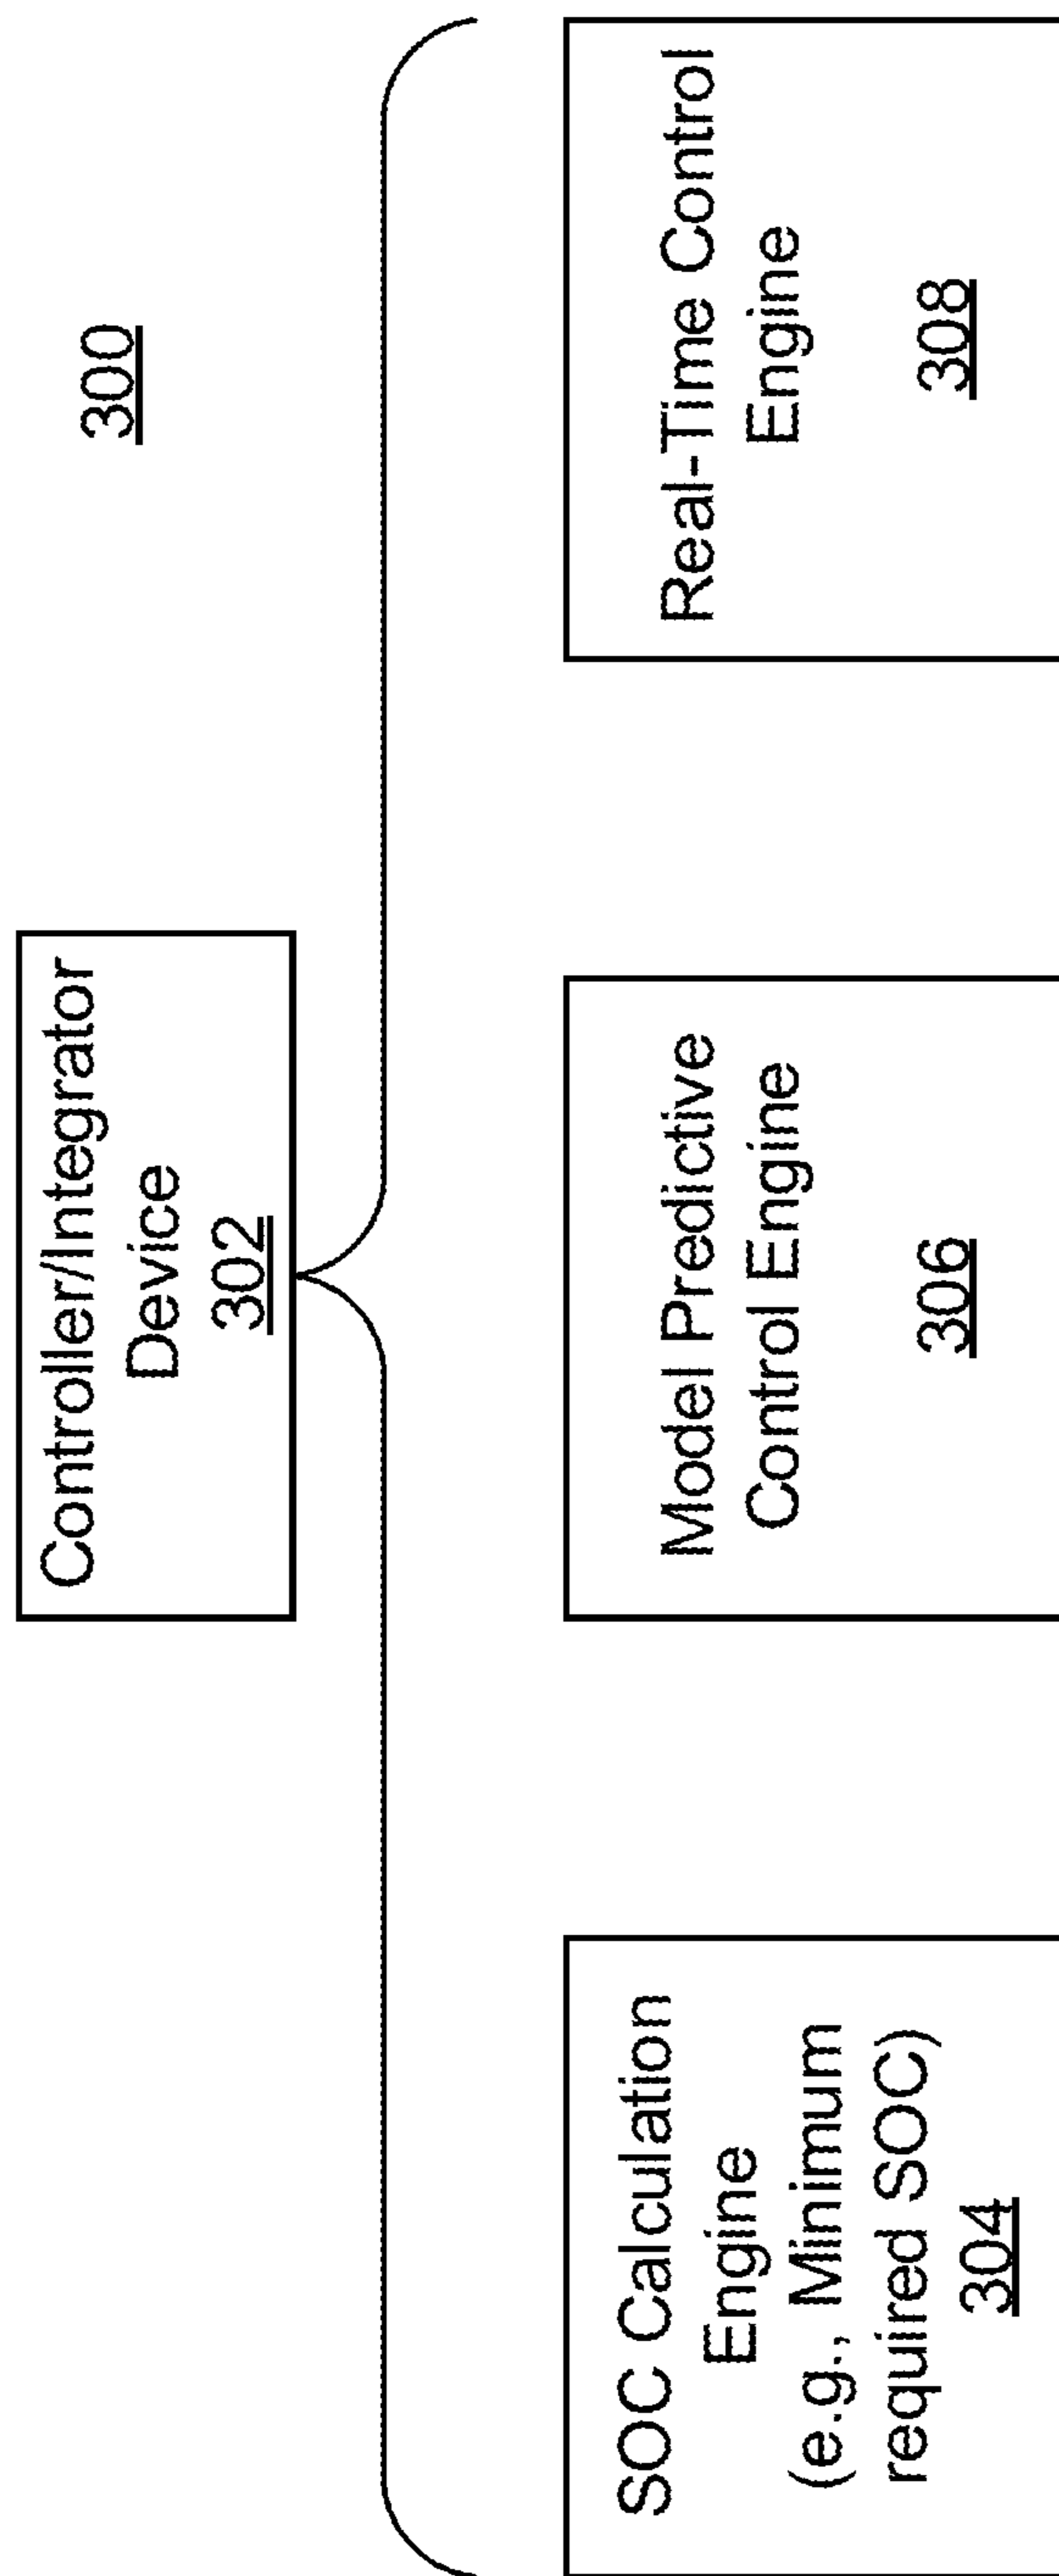 300
Controller/Integrator
Device
302
SOC Calculation
Engine
(e.g., Minimum
required SOC)
304
Model Predictive
Control Engine
306
Real-Time Control
Engine
308